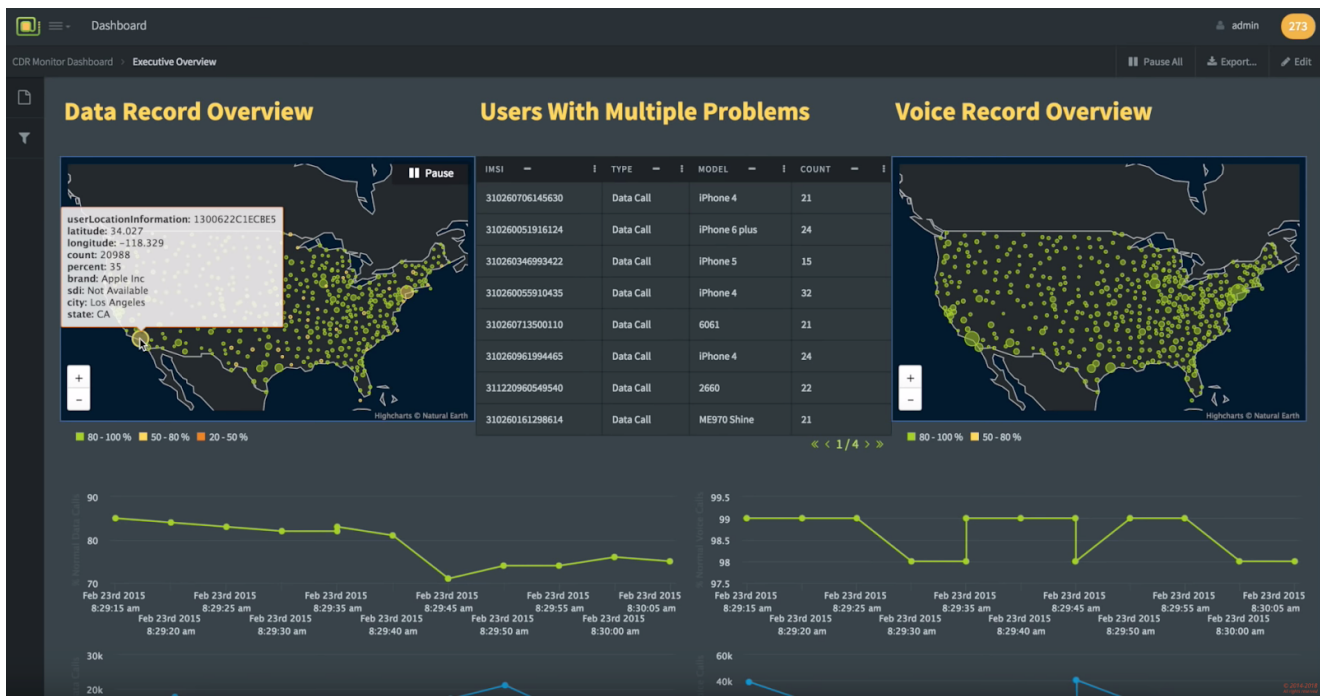 Dashboard
admin
273
CDR Monitor Dashboard > Executive Overview
Pause All
Export...
Edit
Data Record Overview
Users With Multiple Problems
Voice Record Overview
Pause
userLocationInformation: 1300622C1ECBE5
latitude: 34.027
longitude: -118.329
count: 20988
percent: 35
brand: Apple Inc
sdi: Not Available
city: Los Angeles
state: CA
+
-
Highcharts © Natural Earth
80 - 100 % 50 - 80 % 20 - 50 %
IMSI TYPE MODEL COUNT
310260706145630 Data Call iPhone 4 21
310260051916124 Data Call iPhone 6 plus 24
310260346993422 Data Call iPhone 5 15
310260055910435 Data Call iPhone 4 32
310260713500110 Data Call 6061 21
310260961994465 Data Call iPhone 4 24
311220960549540 Data Call 2660 22
310260161298614 Data Call ME970 Shine 21
« < 1/4 > »
+
-
Highcharts © Natural Earth
80 - 100 % 50 - 80 %
% Normal Data Calls
90
80
70
Feb 23rd 2015 Feb 23rd 2015 Feb 23rd 2015 Feb 23rd 2015 Feb 23rd 2015 Feb 23rd 2015
8:29:15 am 8:29:25 am 8:29:35 am 8:29:45 am 8:29:55 am 8:30:05 am
Feb 23rd 2015 Feb 23rd 2015 Feb 23rd 2015 Feb 23rd 2015 Feb 23rd 2015
8:29:20 am 8:29:30 am 8:29:40 am 8:29:50 am 8:30:00 am
% Normal Voice Calls
99.5
99
98.5
98
97.5
Feb 23rd 2015 Feb 23rd 2015 Feb 23rd 2015 Feb 23rd 2015 Feb 23rd 2015 Feb 23rd 2015
8:29:15 am 8:29:25 am 8:29:35 am 8:29:45 am 8:29:55 am 8:30:05 am
Feb 23rd 2015 Feb 23rd 2015 Feb 23rd 2015 Feb 23rd 2015 Feb 23rd 2015
8:29:20 am 8:29:30 am 8:29:40 am 8:29:50 am 8:30:00 am
30k
20k
60k
40k